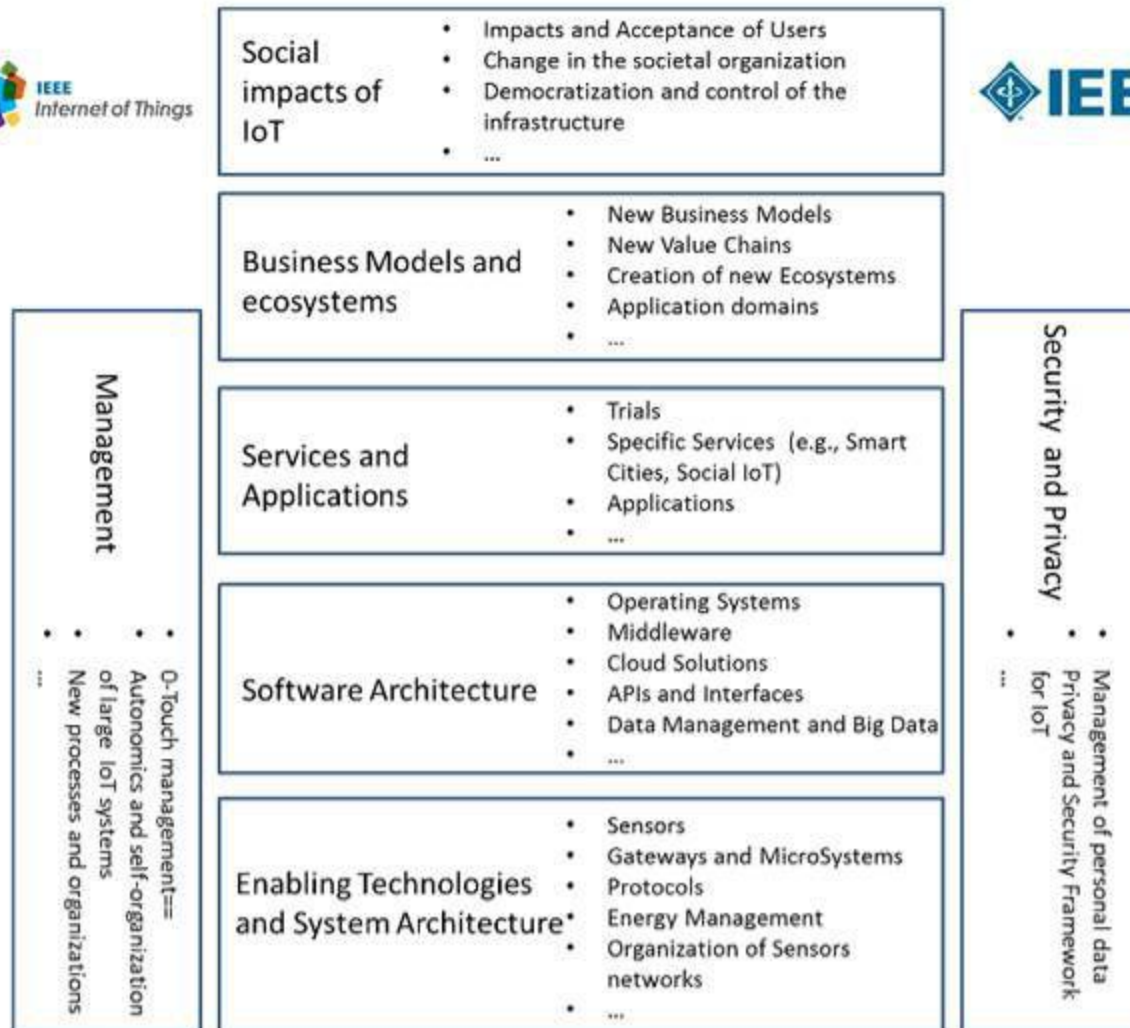 IEEE
Internet of Things
IEE
Social
impacts of
IoT
• Impacts and Acceptance of Users
• Change in the societal organization
• Democratization and control of the
infrastructure
• ...
Business Models and
ecosystems
• New Business Models
• New Value Chains
• Creation of new Ecosystems
• Application domains
• ...
Services and
Applications
• Trials
• Specific Services (e.g., Smart
Cities, Social IoT)
• Applications
• ...
Software Architecture
• Operating Systems
• Middleware
• Cloud Solutions
• APIs and Interfaces
• Data Management and Big Data
• ...
Enabling Technologies
and System Architecture
• Sensors
• Gateways and MicroSystems
• Protocols
• Energy Management
• Organization of Sensors
networks
• ...
Management
• 0-Touch management==
• Autonomics and self-organization
of large IoT systems
• New processes and organizations
• ...
Security and Privacy
• Management of personal data
• Privacy and Security Framework
for IoT
• ...